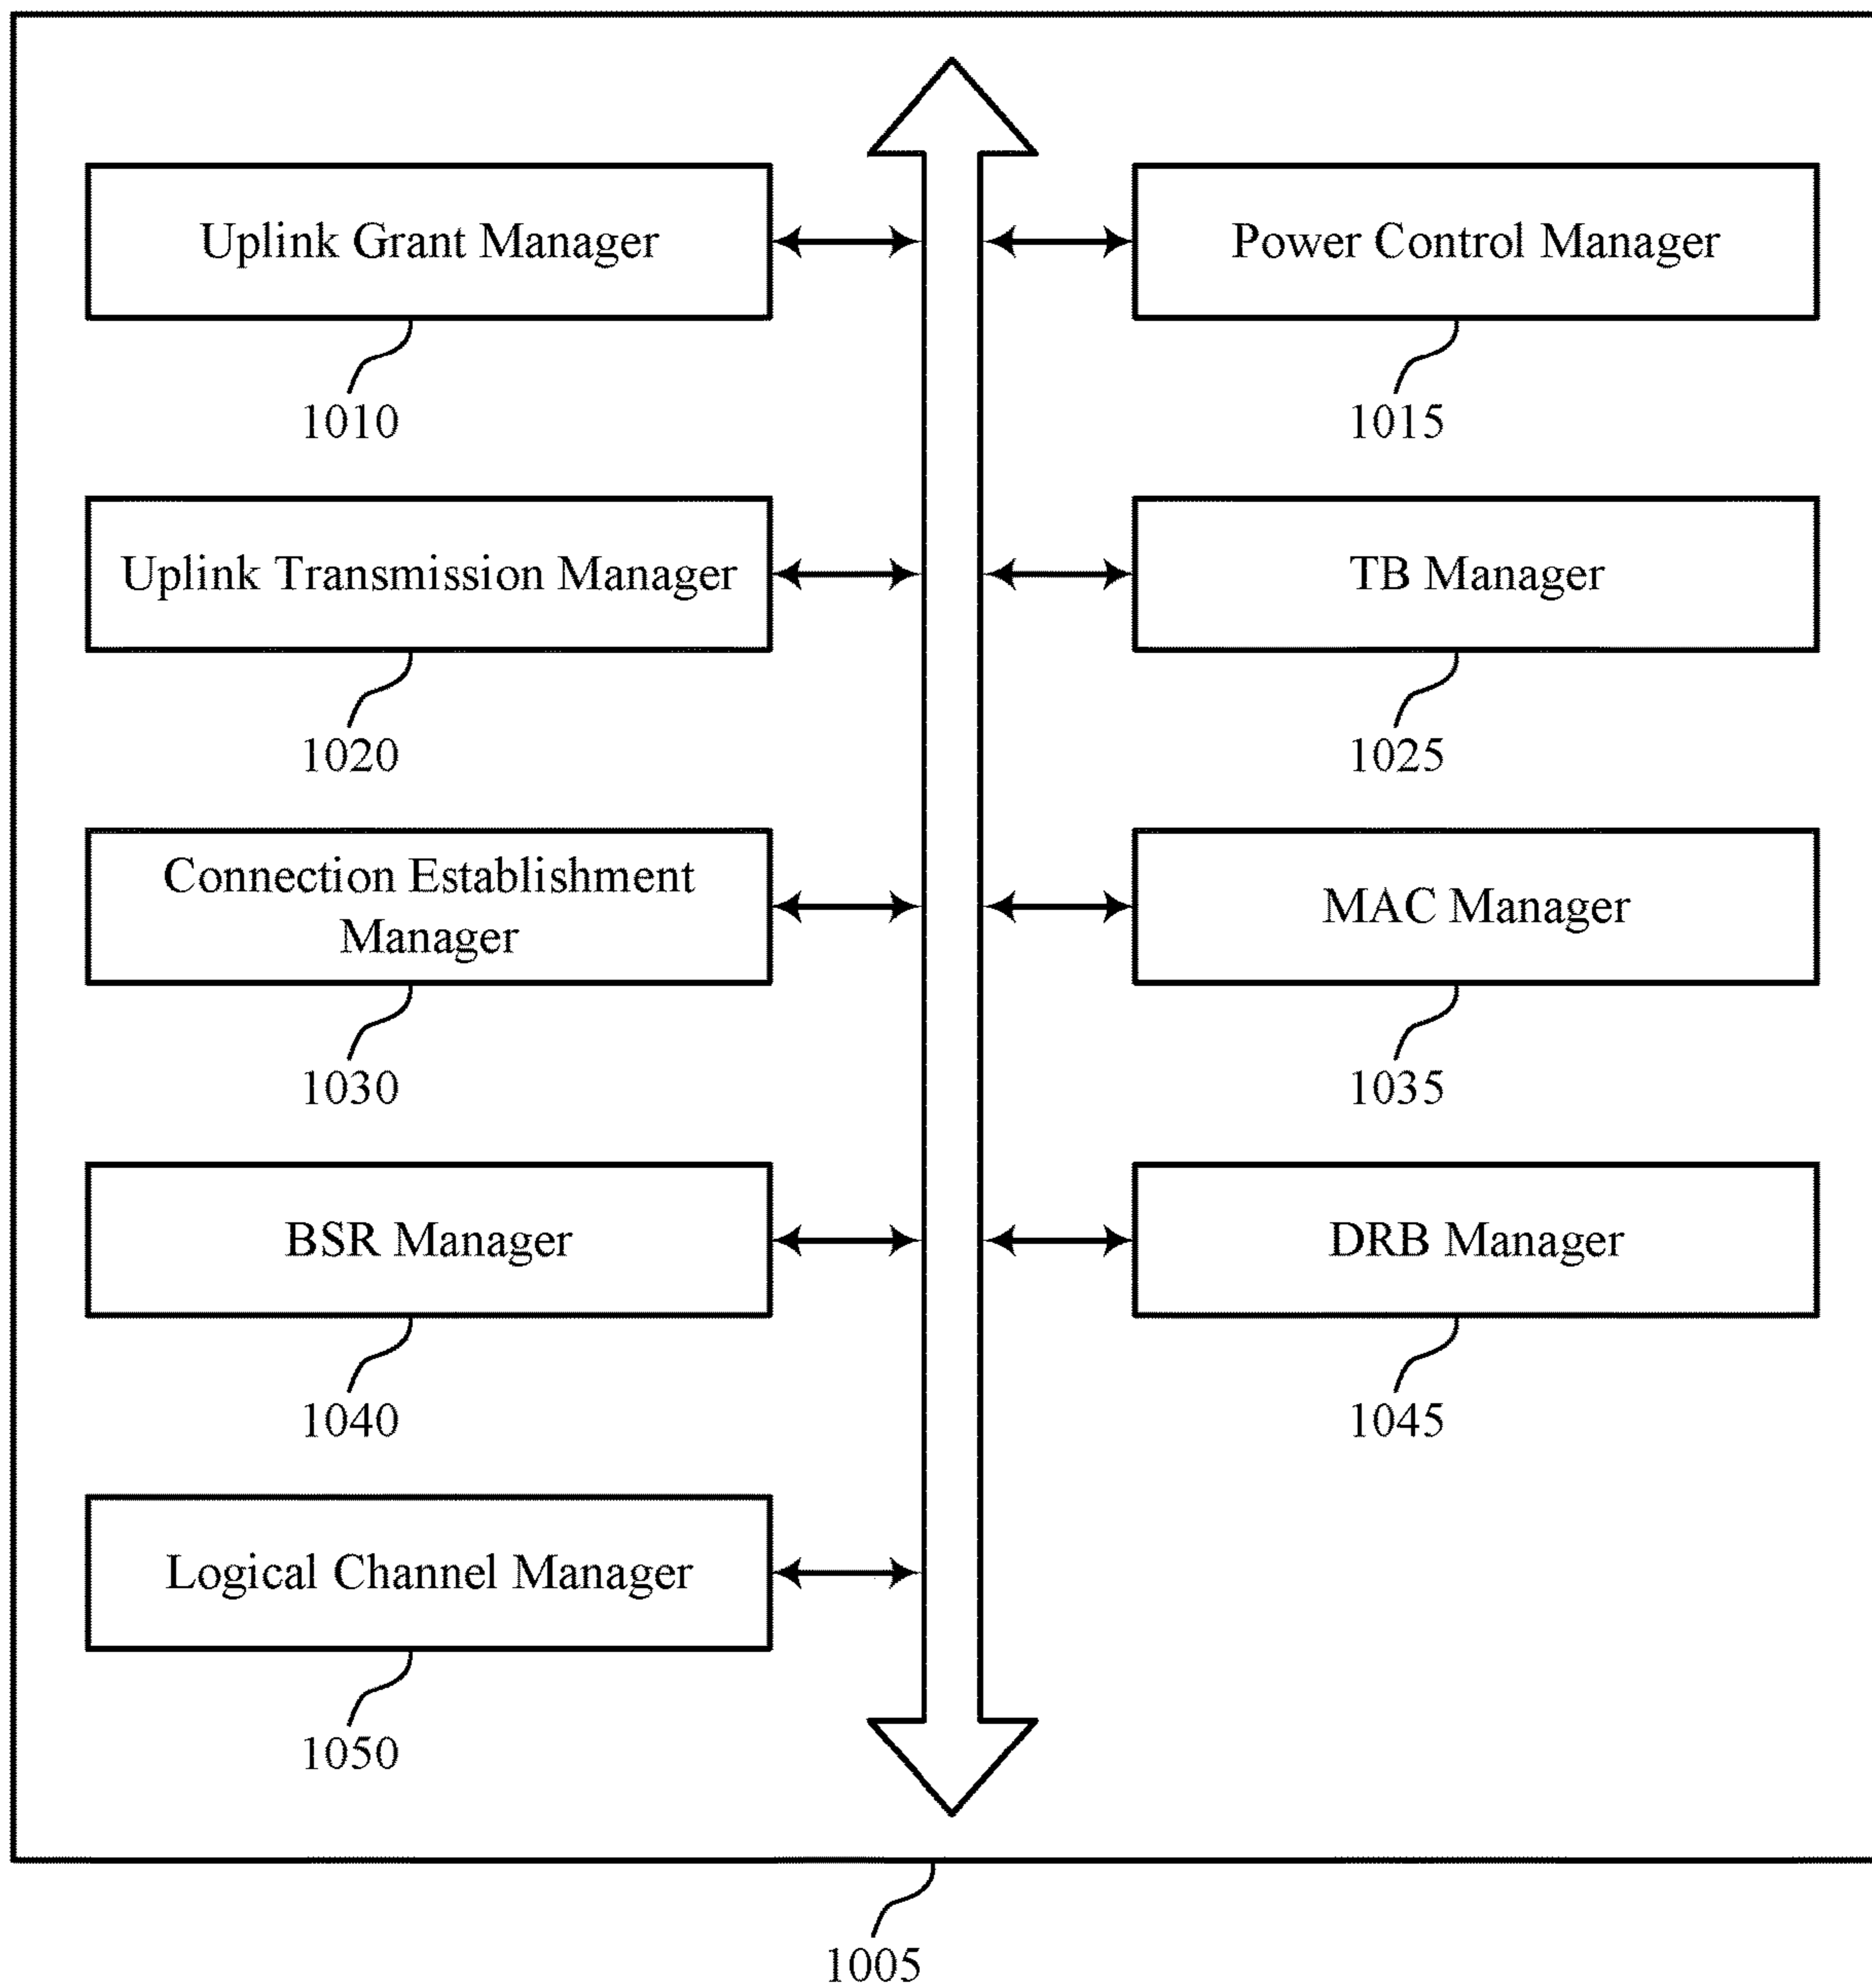 Uplink Grant Manager
1010
Power Control Manager
1015
Uplink Transmission Manager
1020
TB Manager
1025
Connection Establishment
Manager
1030
MAC Manager
1035
BSR Manager
1040
DRB Manager
1045
Logical Channel Manager
1050
1005